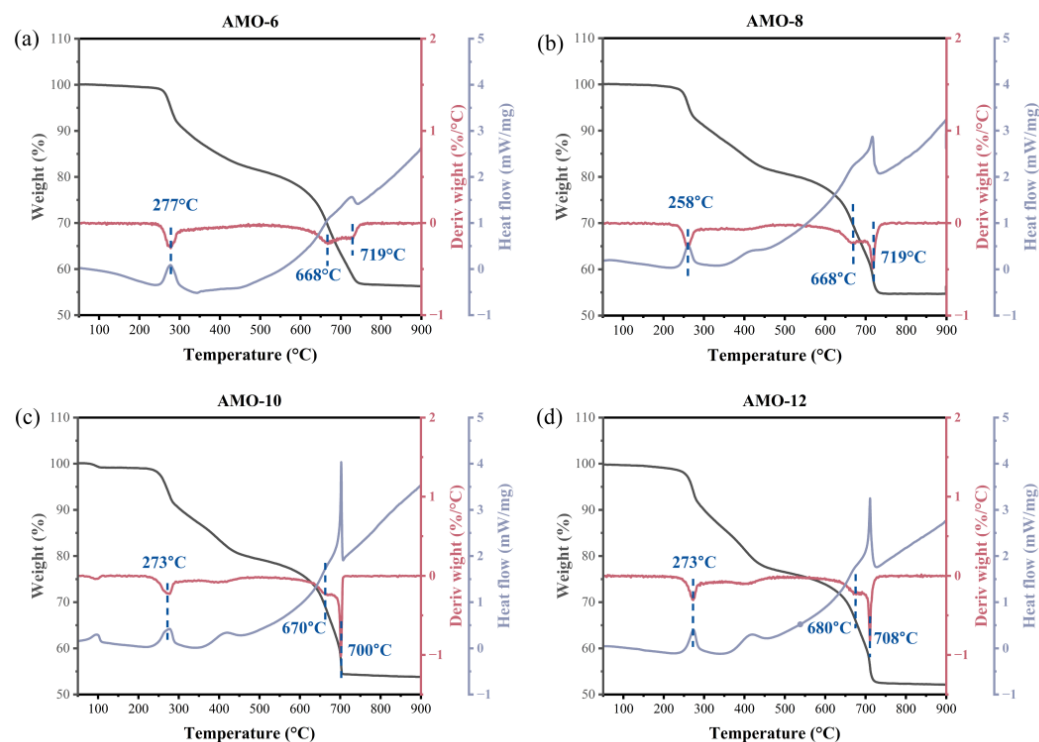 AMO-6
(a)
110
100
90
80
70
60
50
Weight (%)
277°C
668°C
719°C
2
1
0
−1
Deriv wight (%/°C)
5
4
3
2
1
0
−1
Heat flow (mW/mg)
100 200 300 400 500 600 700 800 900
Temperature (°C)
AMO-8
(b)
110
100
90
80
70
60
50
Weight (%)
258°C
668°C
719°C
2
1
0
−1
Deriv wight (%/°C)
5
4
3
2
1
0
−1
Heat flow (mW/mg)
100 200 300 400 500 600 700 800 900
Temperature (°C)
AMO-10
(c)
110
100
90
80
70
60
50
Weight (%)
273°C
670°C
700°C
2
1
0
−1
Deriv wight (%/°C)
5
4
3
2
1
0
−1
Heat flow (mW/mg)
100 200 300 400 500 600 700 800 900
Temperature (°C)
AMO-12
(d)
110
100
90
80
70
60
50
Weight (%)
273°C
680°C
708°C
2
1
0
−1
Deriv wight (%/°C)
5
4
3
2
1
0
−1
Heat flow (mW/mg)
100 200 300 400 500 600 700 800 900
Temperature (°C)